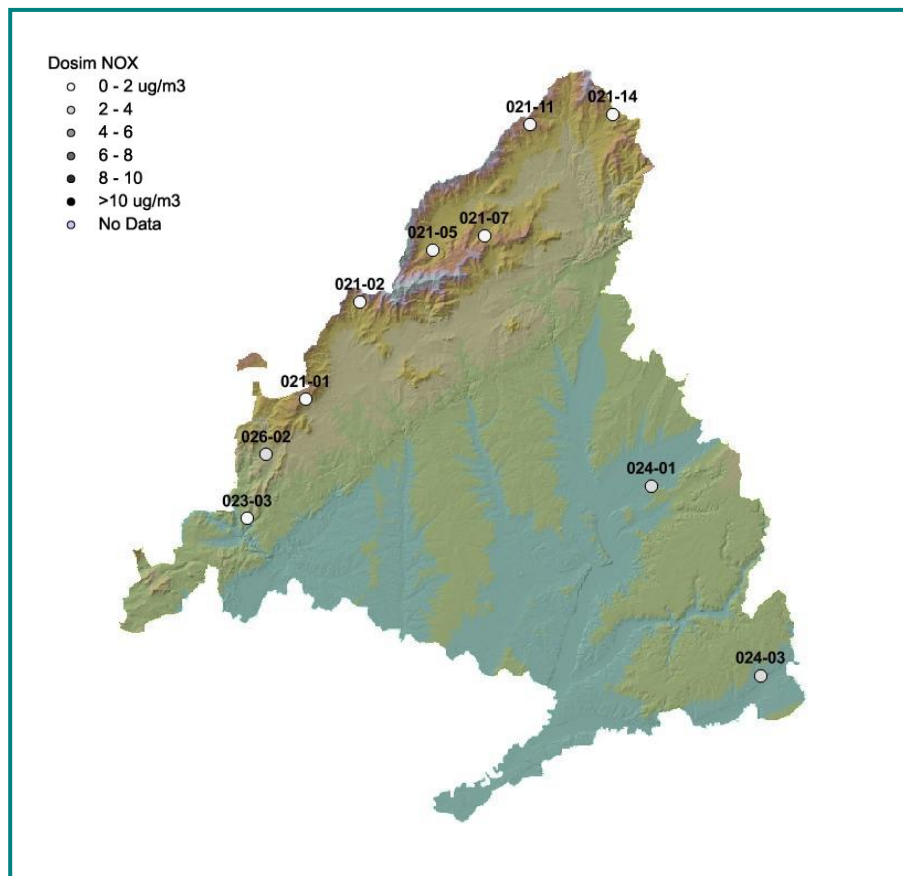 Dosim NOX
0 - 2 ug/m3
2 - 4
4 - 6
6 - 8
8 - 10
>10 ug/m3
No Data
021-14
021-11
021-07
021-05
021-02
021-01
026-02
024-01
023-03
024-03